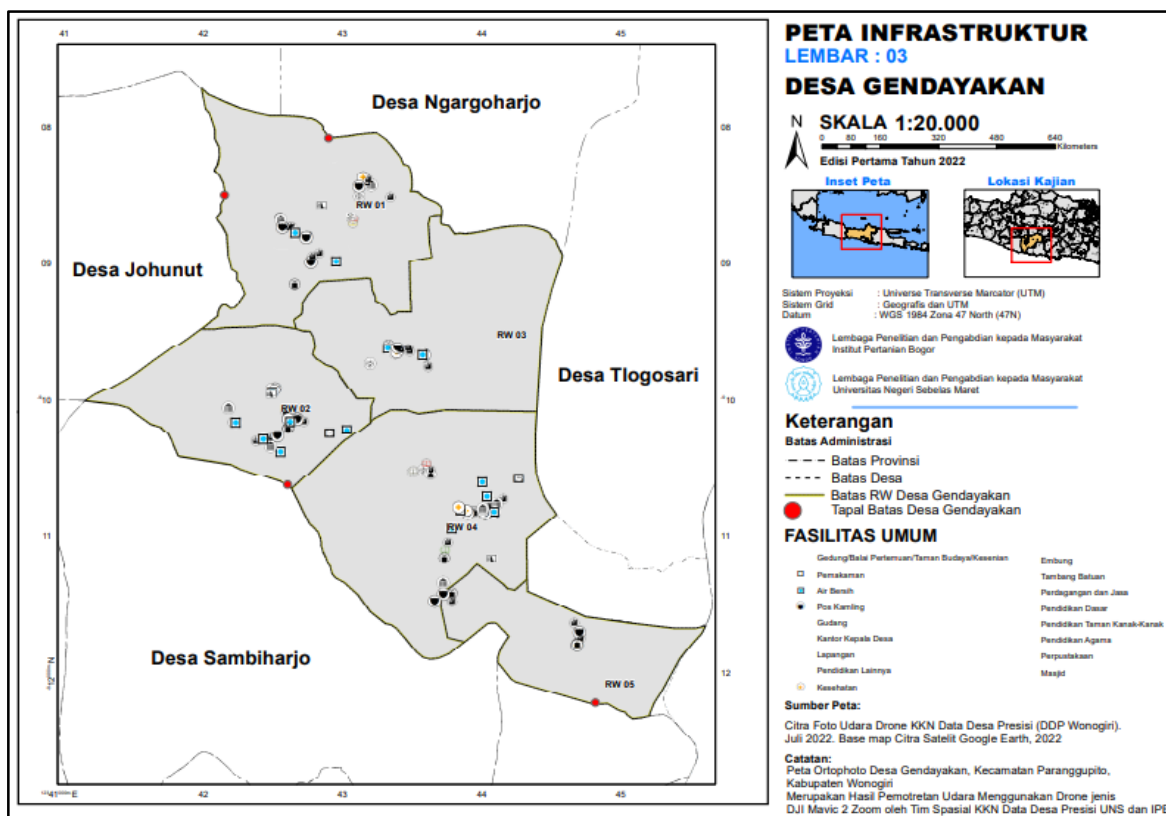 PETA INFRASTRUKTUR
LEMBAR : 03
DESA GENDAYAKAN
N
SKALA 1:20.000
0 80 160 320 480 640
Kilometers
Edisi Pertama Tahun 2022
Inset Peta
Lokasi Kajian
Sistem Proyeksi : Universe Transverse Marcator (UTM)
Sistem Grid : Geografis dan UTM
Datum : WGS 1984 Zona 47 North (47N)
Lembaga Penelitian dan Pengabdian kepada Masyarakat
Institut Pertanian Bogor
Lembaga Penelitian dan Pengabdian kepada Masyarakat
Universitas Negeri Sebelas Maret
Keterangan
Batas Administrasi
Batas Provinsi
Batas Desa
Batas RW Desa Gendayakan
Tapal Batas Desa Gendayakan
FASILITAS UMUM
Gedung/Balai Pertemuan/Taman Budaya/Kesenian
Pemakaman
Air Bersih
Pos Kamling
Gudang
Kantor Kepala Desa
Lapangan
Pendidikan Lainnya
Kesehatan
Embung
Tambang Batuan
Perdagangan dan Jasa
Pendidikan Dasar
Pendidikan Taman Kanak-Kanak
Pendidikan Agama
Perpustakaan
Masjid
Sumber Peta:
Citra Foto Udara Drone KKN Data Desa Presisi (DDP Wonogiri).
Juli 2022. Base map Citra Satelit Google Earth, 2022
Catatan:
Peta Ortophoto Desa Gendayakan, Kecamatan Paranggupito,
Kabupaten Wonogiri
Merupakan Hasil Pemotretan Udara Menggunakan Drone jenis
DJI Mavic 2 Zoom oleh Tim Spasial KKN Data Desa Presisi UNS dan IPB
41 42 43 44 45
08 08
09 09
10 10
11 11
12
42 43 44 45
Desa Ngargoharjo
Desa Johunut
Desa Tlogosari
Desa Sambiharjo
RW 01
RW 03
RW 02
RW 04
RW 05